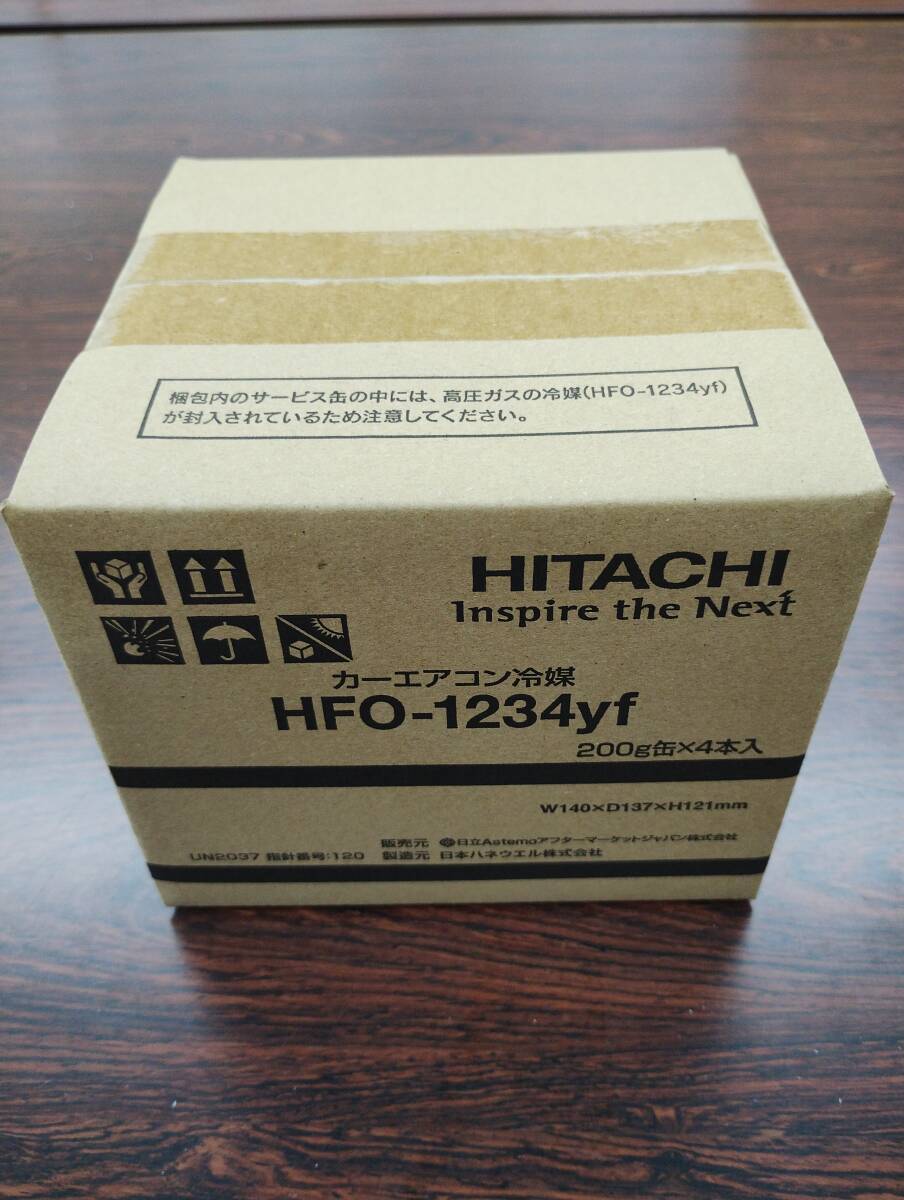 梱包内のサービス缶の中には、高圧ガスの冷媒(HFO-1234yf)
が封入されているため注意してください。
HITACHI
Inspire the Next
カーエアコン冷媒
HFO-1234yf
200g缶×4本入
W140×D137×H121mm
販売元 日立Astemoアフターマーケットジャパン株式会社
UN2037 指針番号:120 製造元 日本ハネウエル株式会社